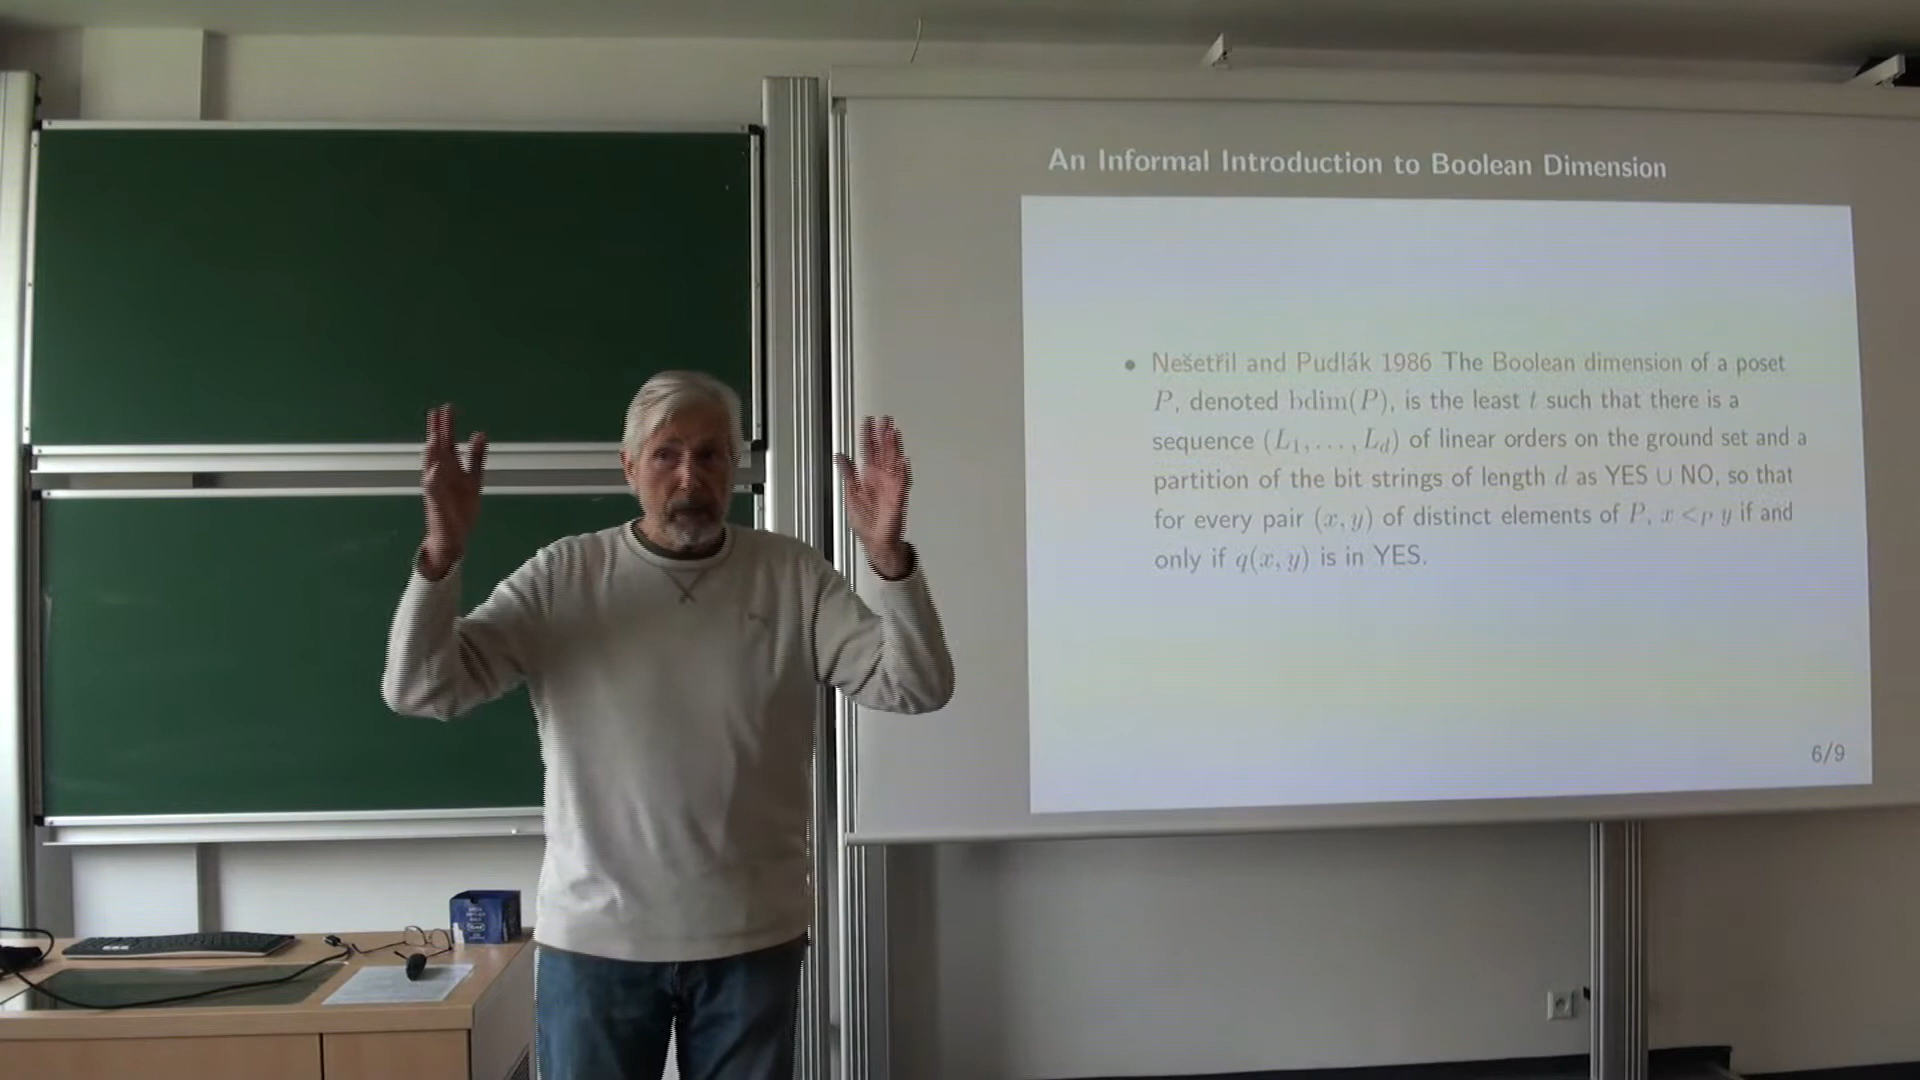 An Informal Introduction to Boolean Dimension
• Nešetřil and Pudlák 1986 The Boolean dimension of a poset
P, denoted bdim(P), is the least t such that there is a
sequence (L₁, . . . , L_d) of linear orders on the ground set and a
partition of the bit strings of length d as YES ∪ NO, so that
for every pair (x, y) of distinct elements of P, x <_P y if and
only if q(x, y) is in YES.
6/9